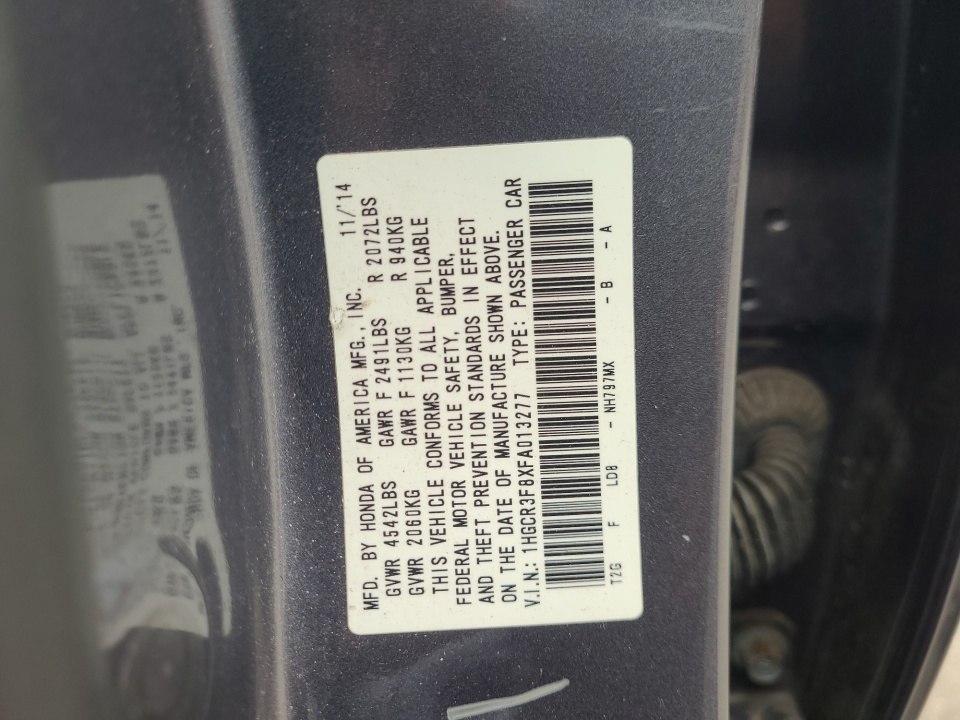 MFD. BY HONDA OF AMERICA MFG., INC. 11/'14
GVWR 4542LBS GAWR F 2491LBS R 2072LBS
GVWR 2060KG GAWR F 1130KG R 940KG
THIS VEHICLE CONFORMS TO ALL APPLICABLE
FEDERAL MOTOR VEHICLE SAFETY, BUMPER,
AND THEFT PREVENTION STANDARDS IN EFFECT
ON THE DATE OF MANUFACTURE SHOWN ABOVE.
V.I.N.: 1HGCR3F8XFA013277 TYPE: PASSENGER CAR
T2G F LD8 - NH797MX - B - A